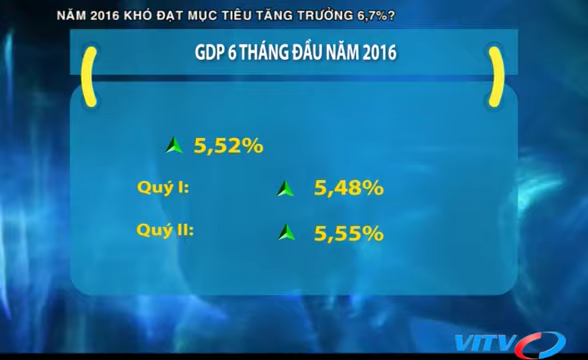 NĂM 2016 KHÓ ĐẠT MỤC TIÊU TĂNG TRƯỞNG 6,7%?
GDP 6 THÁNG ĐẦU NĂM 2016
5,52%
Quý I: 5,48%
Quý II: 5,55%
VITV